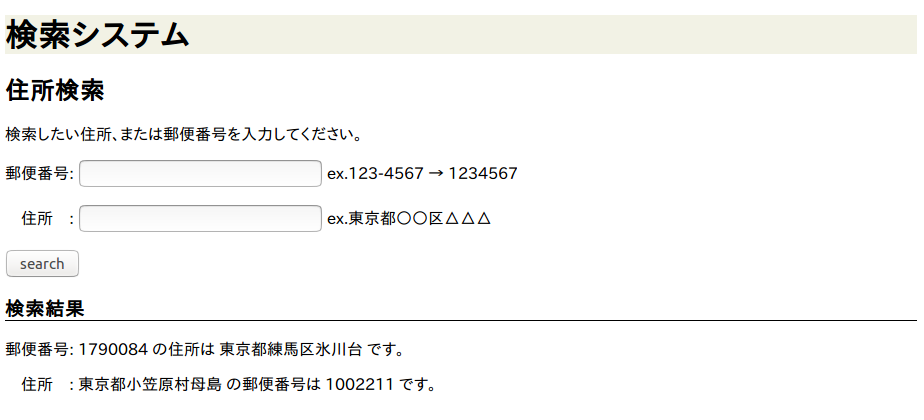 検索システム
住所検索
検索したい住所、または郵便番号を入力してください。
郵便番号: ex.123-4567 → 1234567
住所　: ex.東京都〇〇区△△△
search
検索結果
郵便番号: 1790084 の住所は 東京都練馬区氷川台 です。
住所　: 東京都小笠原村母島 の郵便番号は 1002211 です。